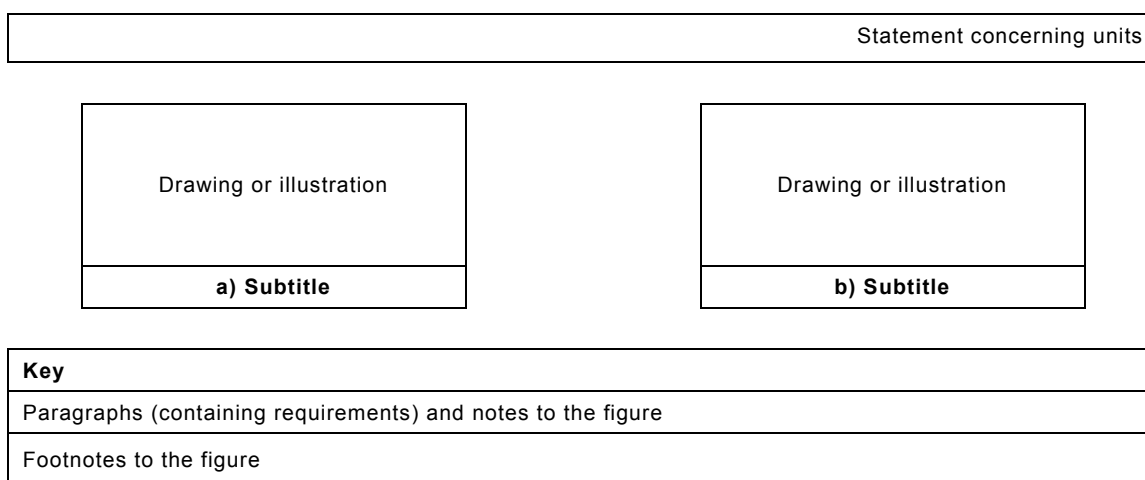 Statement concerning units
Drawing or illustration
Drawing or illustration
a) Subtitle
b) Subtitle
Key
Paragraphs (containing requirements) and notes to the figure
Footnotes to the figure